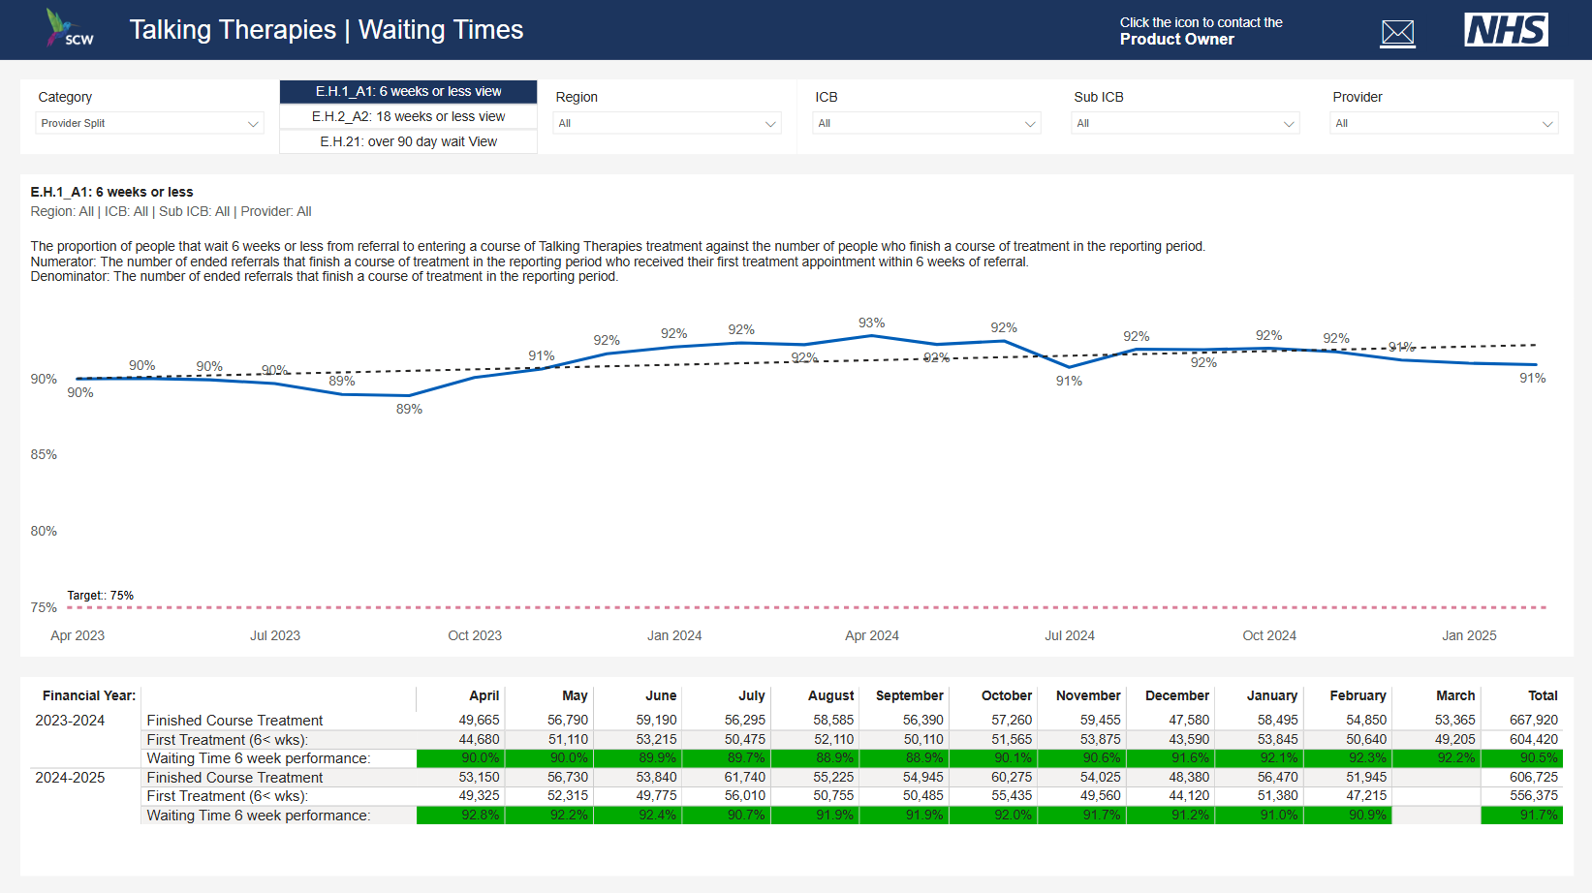 SCW
Talking Therapies | Waiting Times
Click the icon to contact the
Product Owner
NHS
Category
Provider Split
E.H.1_A1: 6 weeks or less view
E.H.2_A2: 18 weeks or less view
E.H.21: over 90 day wait View
Region
All
ICB
All
Sub ICB
All
Provider
All
E.H.1_A1: 6 weeks or less
Region: All | ICB: All | Sub ICB: All | Provider: All
The proportion of people that wait 6 weeks or less from referral to entering a course of Talking Therapies treatment against the number of people who finish a course of treatment in the reporting period.
Numerator: The number of ended referrals that finish a course of treatment in the reporting period who received their first treatment appointment within 6 weeks of referral.
Denominator: The number of ended referrals that finish a course of treatment in the reporting period.
90% 90% 90% 90% 89% 89% 91% 92% 92% 92% 92% 93% 92% 92% 91% 92% 92% 92% 92% 91% 91%
90%
85%
80%
75%
Target:: 75%
Apr 2023 Jul 2023 Oct 2023 Jan 2024 Apr 2024 Jul 2024 Oct 2024 Jan 2025
Financial Year: April May June July August September October November December January February March Total
2023-2024 Finished Course Treatment 49,665 56,790 59,190 56,295 58,585 56,390 57,260 59,455 47,580 58,495 54,850 53,365 667,920
First Treatment (6< wks): 44,680 51,110 53,215 50,475 52,110 50,110 51,565 53,875 43,590 53,845 50,640 49,205 604,420
Waiting Time 6 week performance: 90.0% 90.0% 89.9% 89.7% 88.9% 88.9% 90.1% 90.6% 91.6% 92.1% 92.3% 92.2% 90.5%
2024-2025 Finished Course Treatment 53,150 56,730 53,840 61,740 55,225 54,945 60,275 54,025 48,380 56,470 51,945 606,725
First Treatment (6< wks): 49,325 52,315 49,775 56,010 50,755 50,485 55,435 49,560 44,120 51,380 47,215 556,375
Waiting Time 6 week performance: 92.8% 92.2% 92.4% 90.7% 91.9% 91.9% 92.0% 91.7% 91.2% 91.0% 90.9% 91.7%